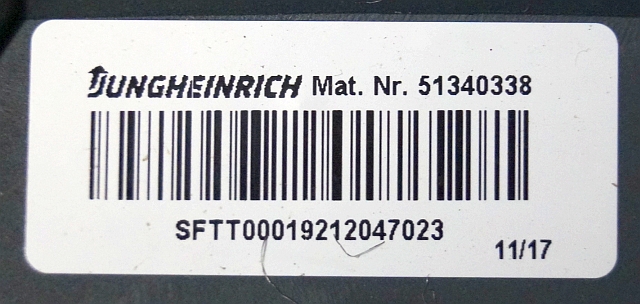 JUNGHEINRICH Mat. Nr. 51340338
SFTT00019212047023
11/17